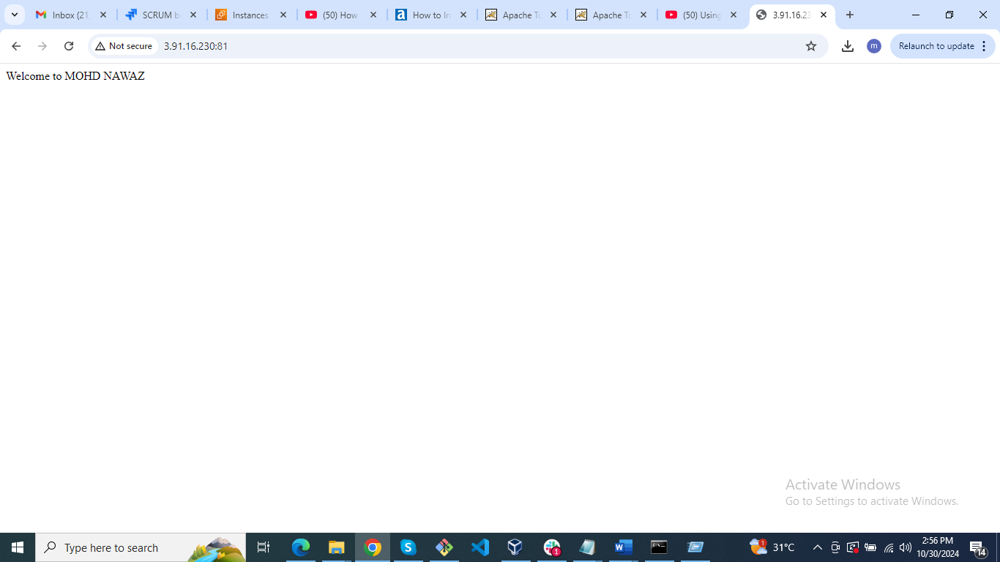 Inbox (21,
SCRUM b
Instances
(50) How
How to In
Apache To
Apache To
(50) Using
3.91.16.23
Not secure
3.91.16.230:81
m
Relaunch to update
Welcome to MOHD NAWAZ
Activate Windows
Go to Settings to activate Windows.
Type here to search
1
1
31°C
2:56 PM
10/30/2024
14